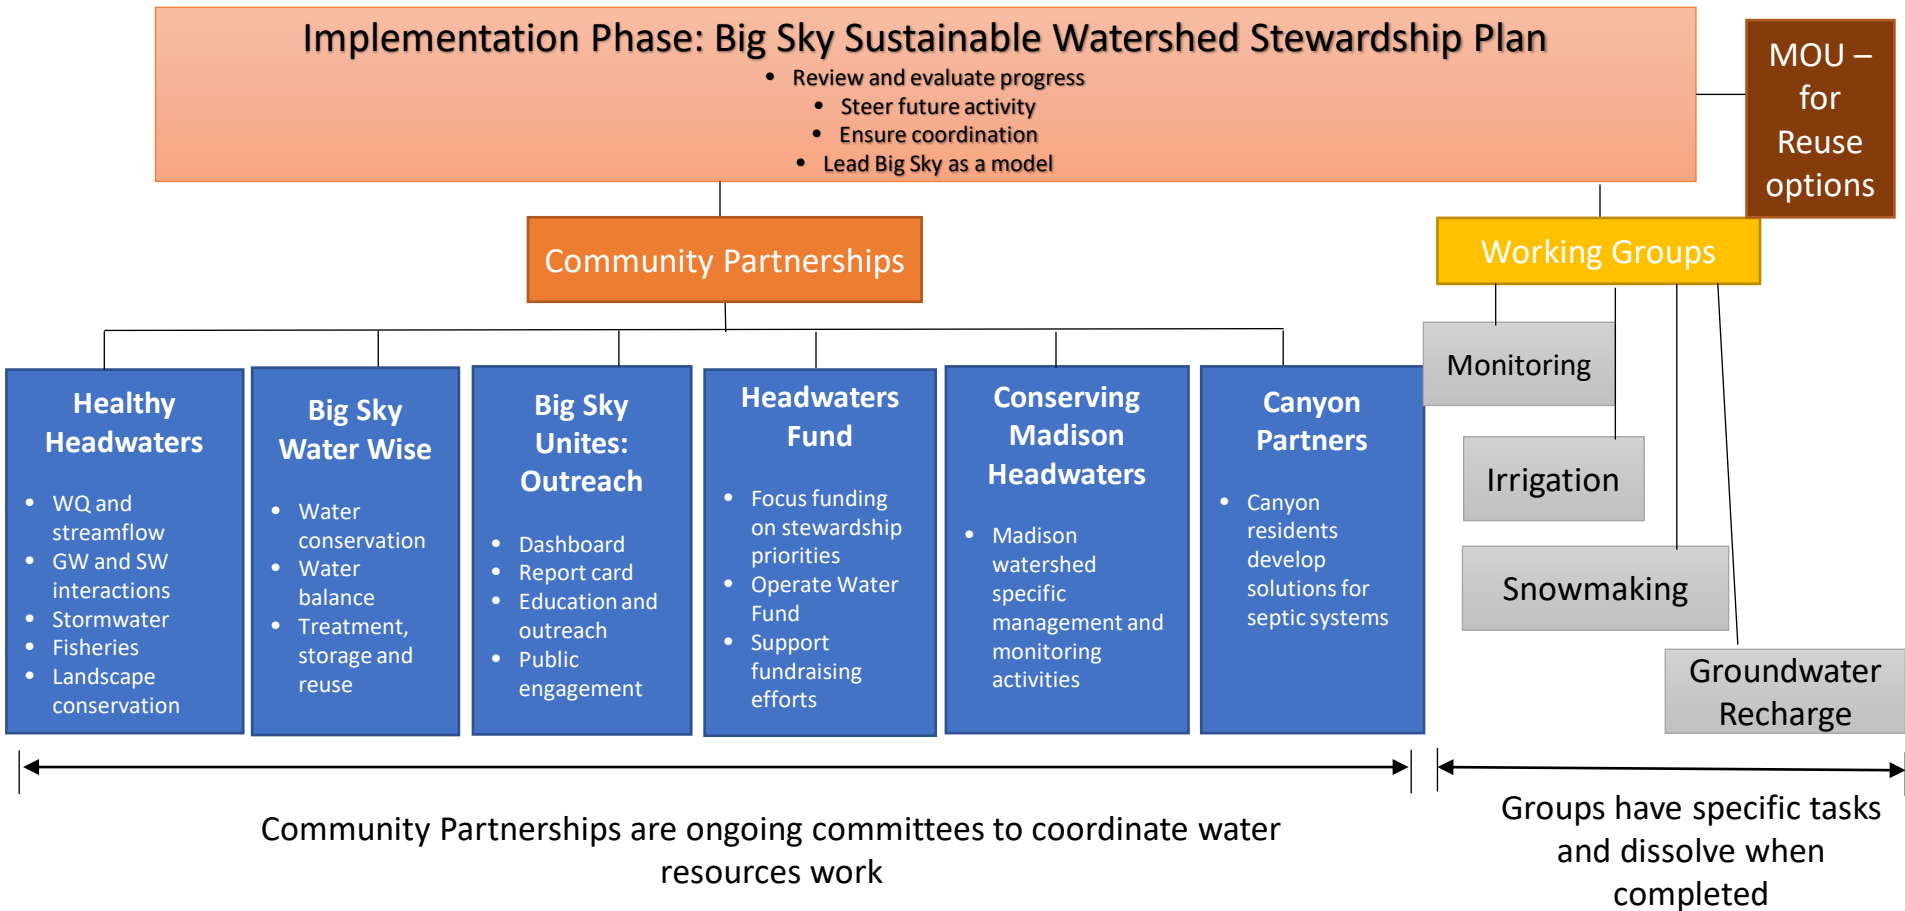 Implementation Phase: Big Sky Sustainable Watershed Stewardship Plan
• Review and evaluate progress
• Steer future activity
• Ensure coordination
• Lead Big Sky as a model
MOU –
for
Reuse
options
Community Partnerships
Working Groups
Healthy
Headwaters
• WQ and
streamflow
• GW and SW
interactions
• Stormwater
• Fisheries
• Landscape
conservation
Big Sky
Water Wise
• Water
conservation
• Water
balance
• Treatment,
storage and
reuse
Big Sky
Unites:
Outreach
• Dashboard
• Report card
• Education and
outreach
• Public
engagement
Headwaters
Fund
• Focus funding
on stewardship
priorities
• Operate Water
Fund
• Support
fundraising
efforts
Conserving
Madison
Headwaters
• Madison
watershed
specific
management and
monitoring
activities
Canyon
Partners
• Canyon
residents
develop
solutions for
septic systems
Monitoring
Irrigation
Snowmaking
Groundwater
Recharge
Community Partnerships are ongoing committees to coordinate water
resources work
Groups have specific tasks
and dissolve when
completed